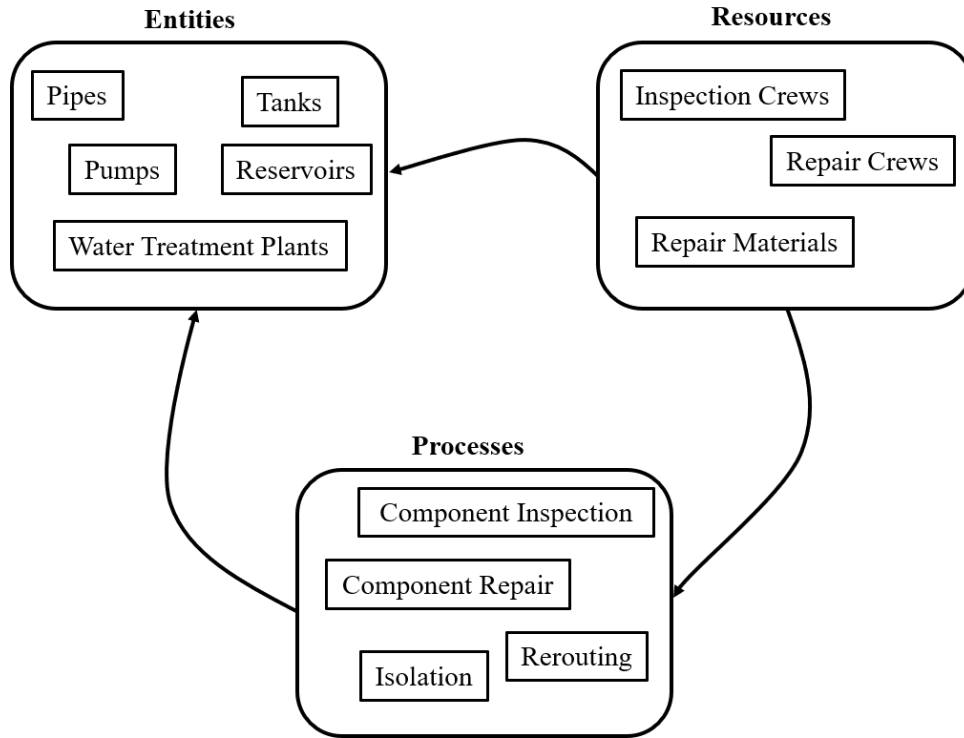 Entities
Pipes
Tanks
Pumps
Reservoirs
Water Treatment Plants
Resources
Inspection Crews
Repair Crews
Repair Materials
Processes
Component Inspection
Component Repair
Rerouting
Isolation